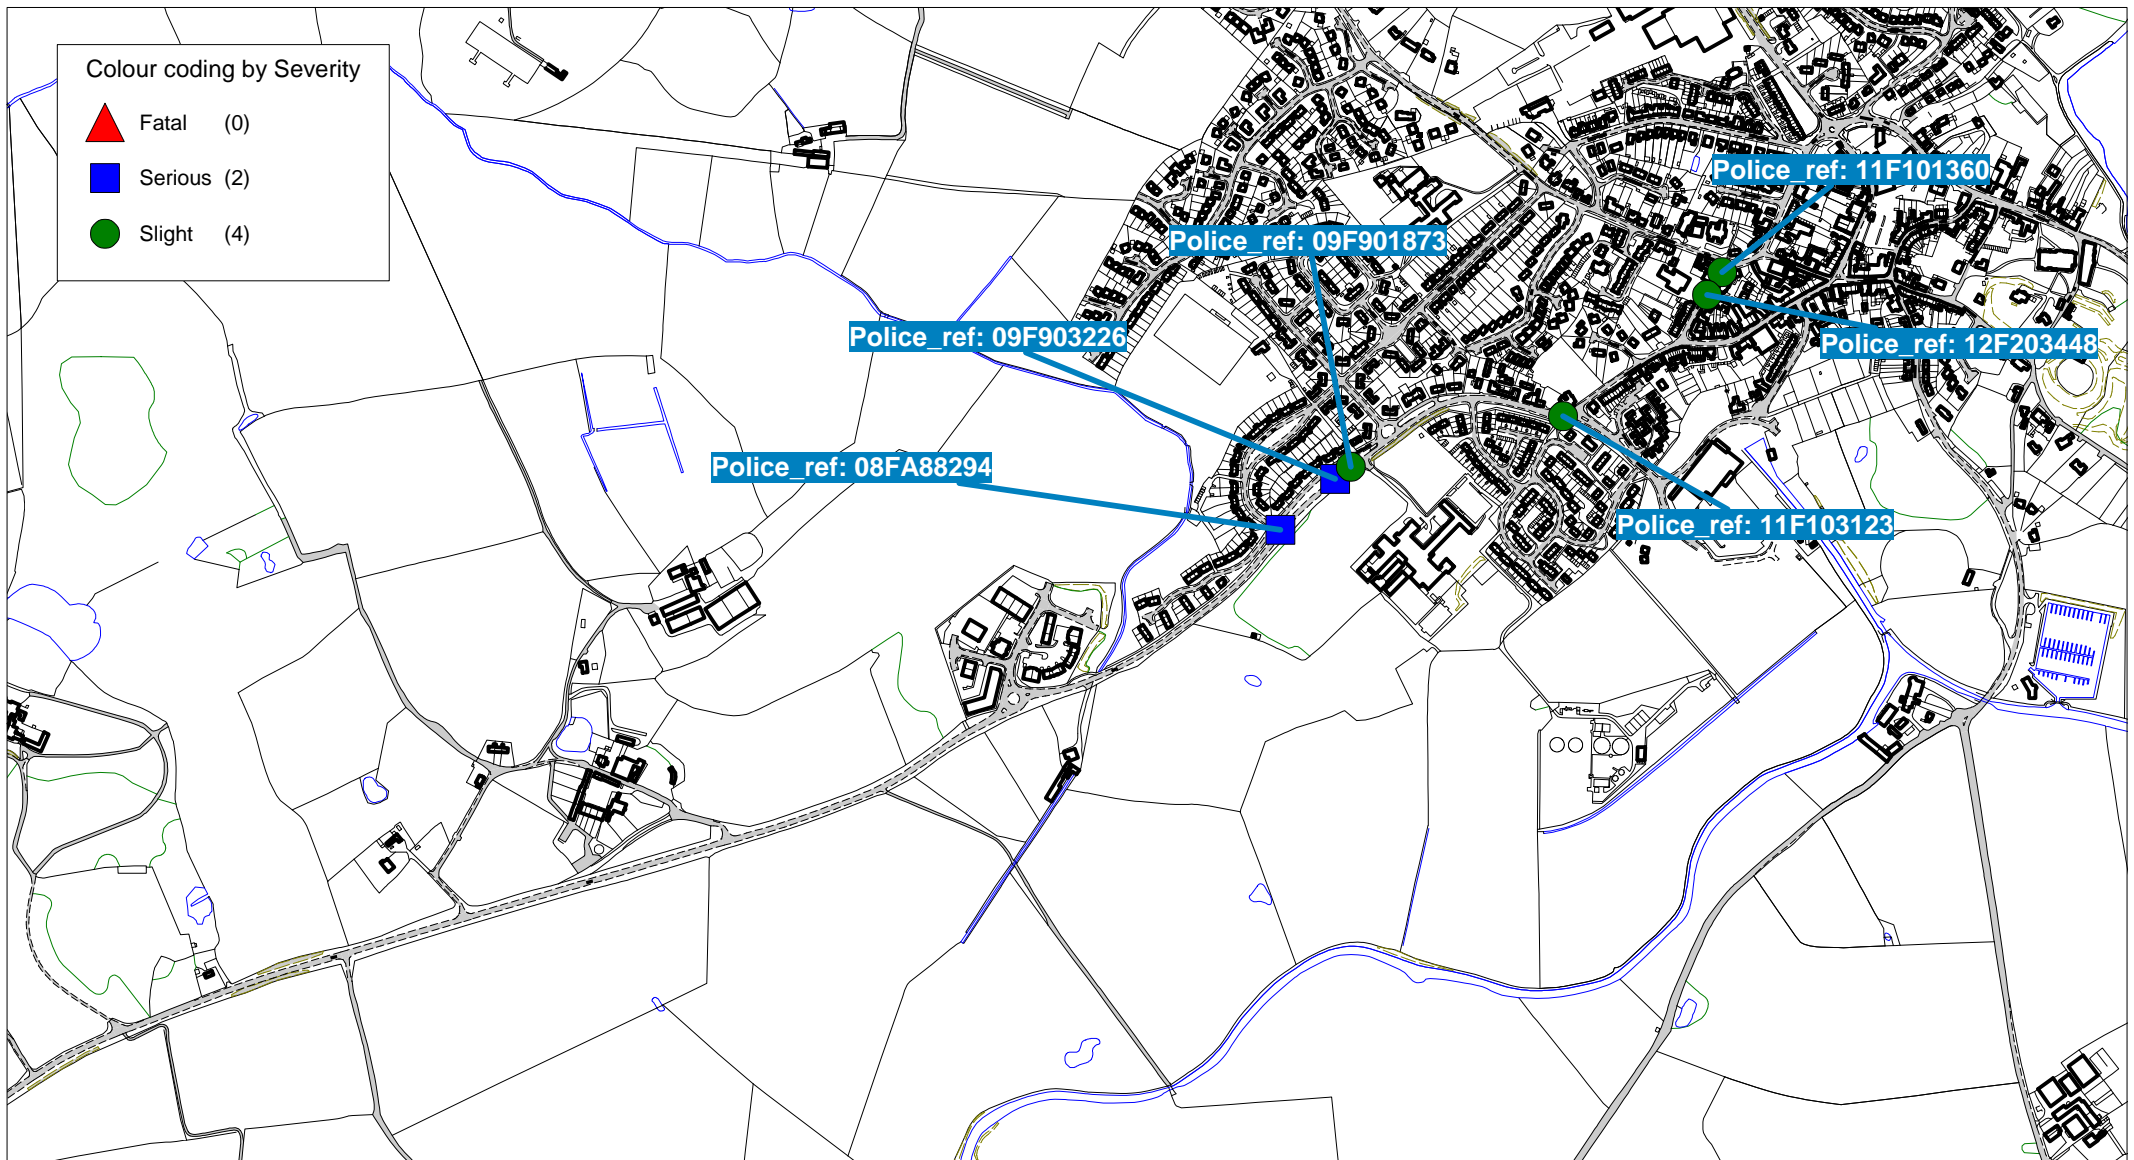 Colour coding by Severity
Fatal (0)
Serious (2)
Slight (4)
Police_ref: 11F101360
Police_ref: 09F901873
Police_ref: 09F903226
Police_ref: 12F203448
Police_ref: 08FA88294
Police_ref: 11F103123